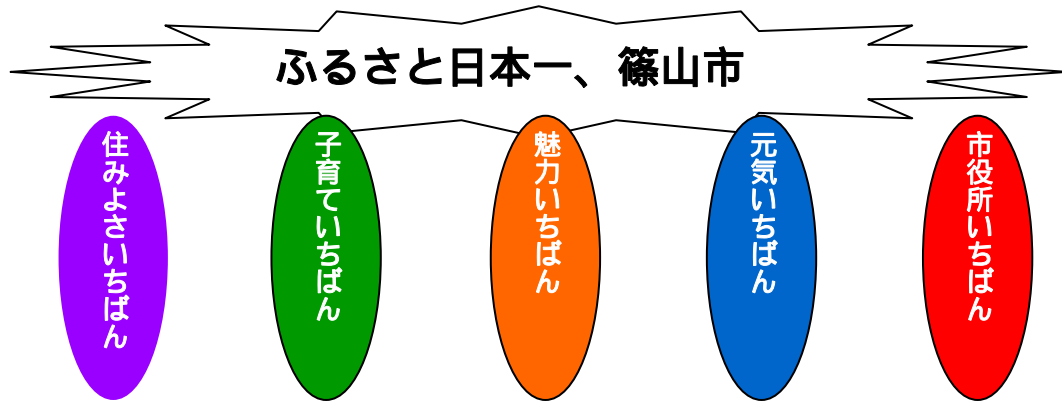 ふるさと日本一、篠山市
住みよさいちばん
子育ていちばん
魅力いちばん
元気いちばん
市役所いちばん